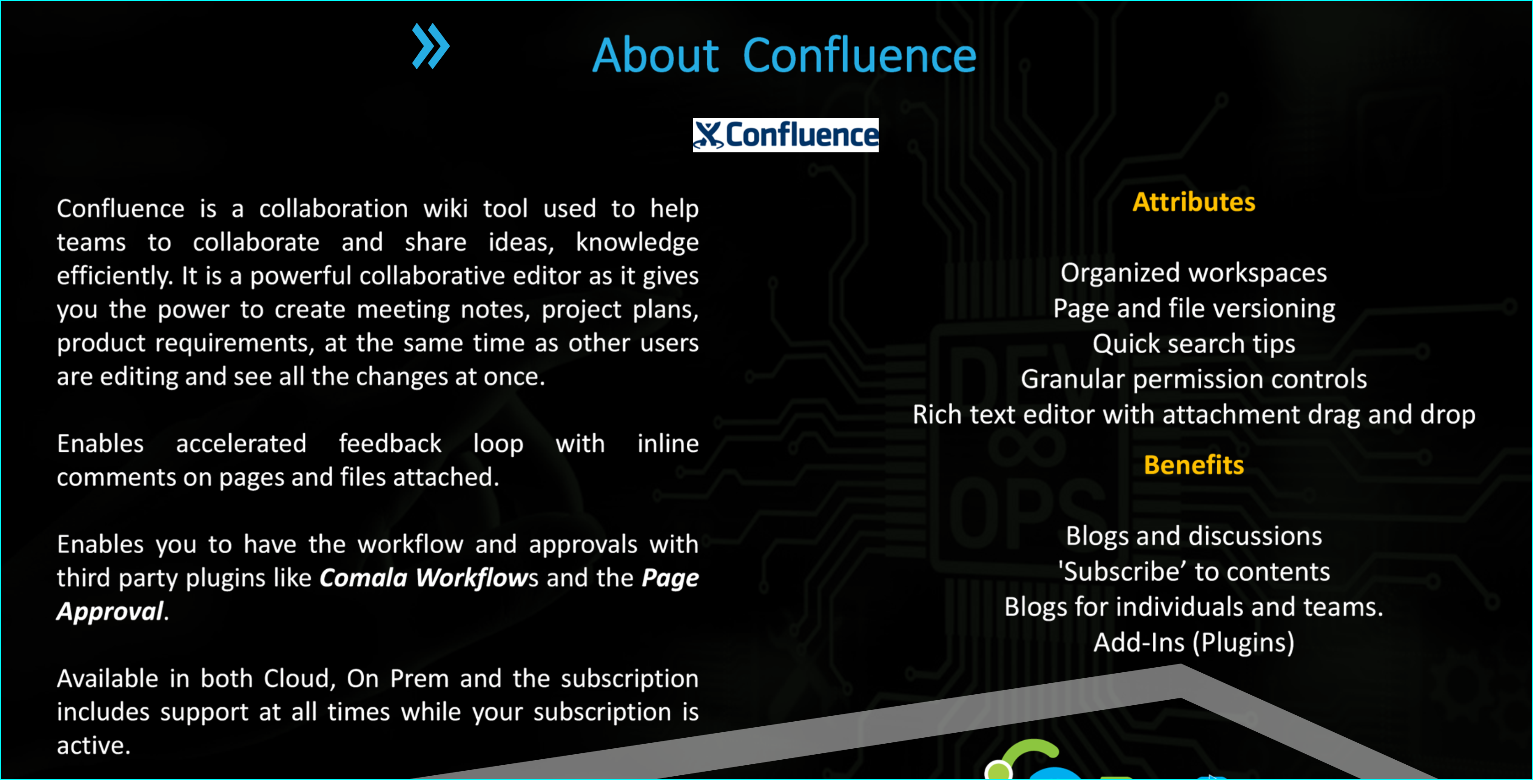 About Confluence
Confluence
Confluence is a collaboration wiki tool used to help
teams to collaborate and share ideas, knowledge
efficiently. It is a powerful collaborative editor as it gives
you the power to create meeting notes, project plans,
product requirements, at the same time as other users
are editing and see all the changes at once.
Enables accelerated feedback loop with inline
comments on pages and files attached.
Enables you to have the workflow and approvals with
third party plugins like Comala Workflows and the Page
Approval.
Available in both Cloud, On Prem and the subscription
includes support at all times while your subscription is
active.
Attributes
Organized workspaces
Page and file versioning
Quick search tips
Granular permission controls
Rich text editor with attachment drag and drop
Benefits
Blogs and discussions
'Subscribe’ to contents
Blogs for individuals and teams.
Add-Ins (Plugins)
DEV
OPS